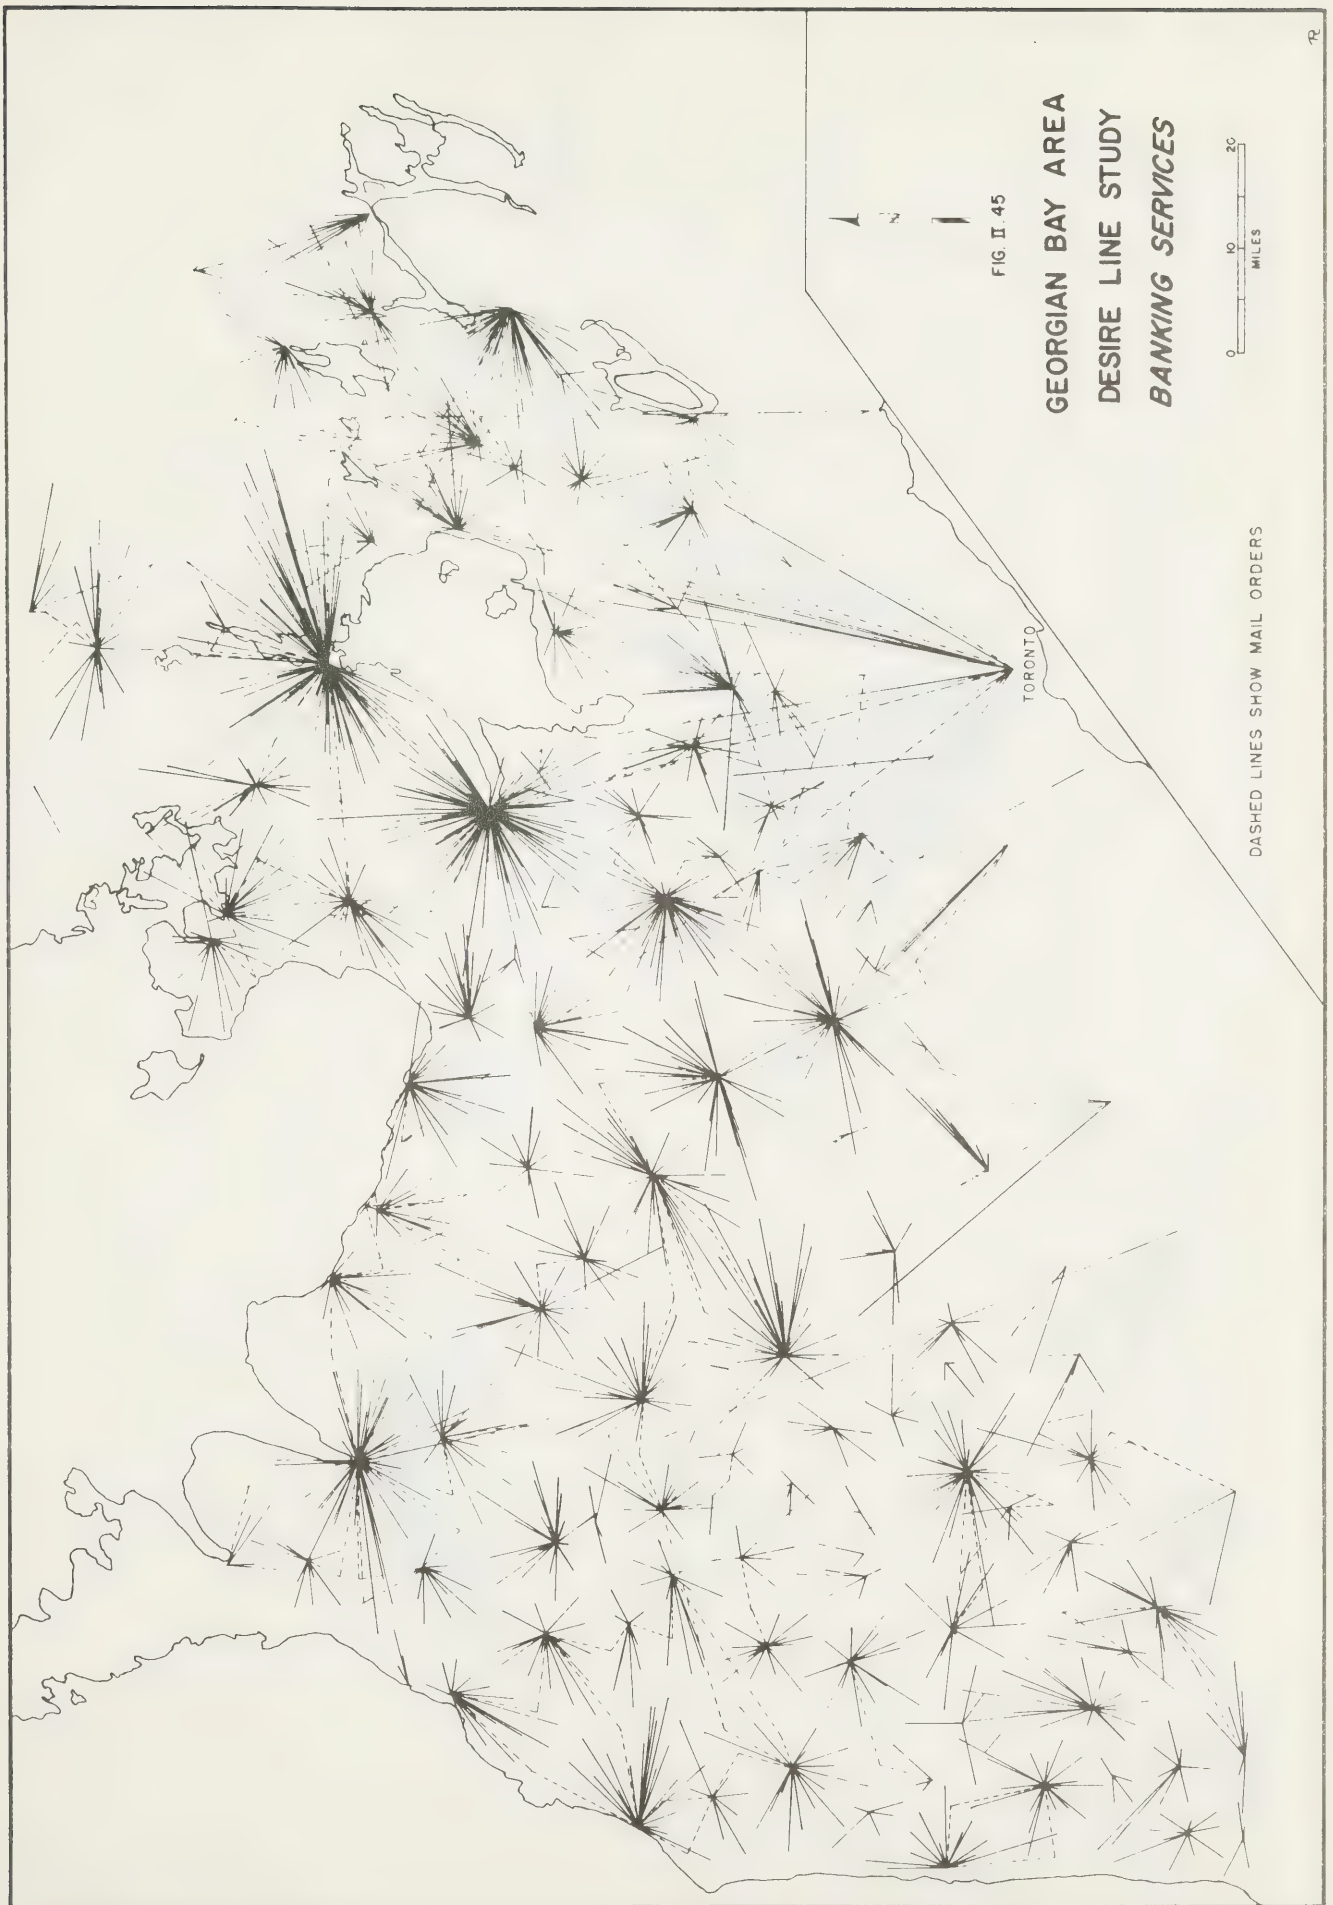 FIG. II. 45
GEORGIAN BAY AREA
DESIRE LINE STUDY
BANKING SERVICES
0 10 20
MILES
N
TORONTO
DASHED LINES SHOW MAIL ORDERS